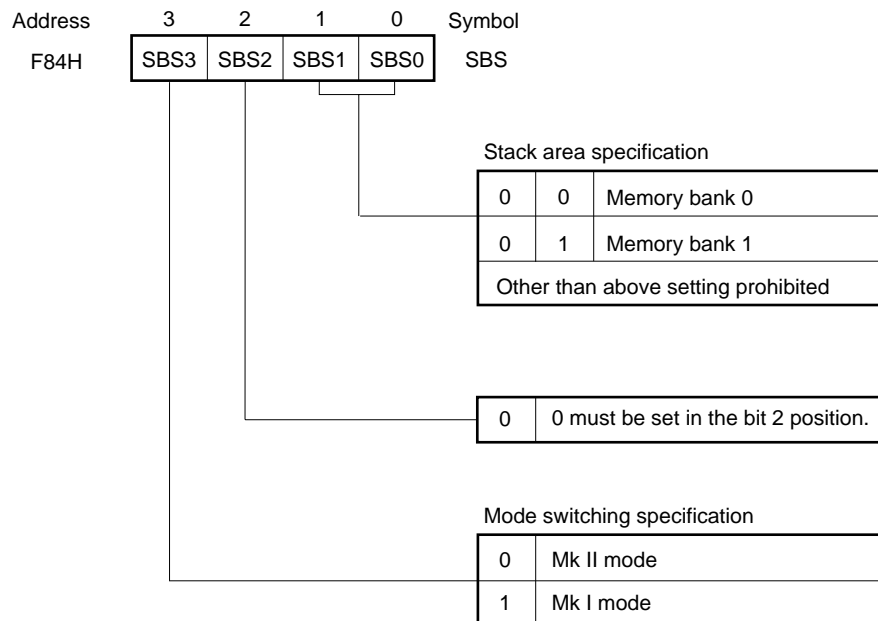 Address 3 2 1 0 Symbol
F84H SBS3 SBS2 SBS1 SBS0 SBS
Stack area specification
0 0 Memory bank 0
0 1 Memory bank 1
Other than above setting prohibited
0 0 must be set in the bit 2 position.
Mode switching specification
0 Mk II mode
1 Mk I mode